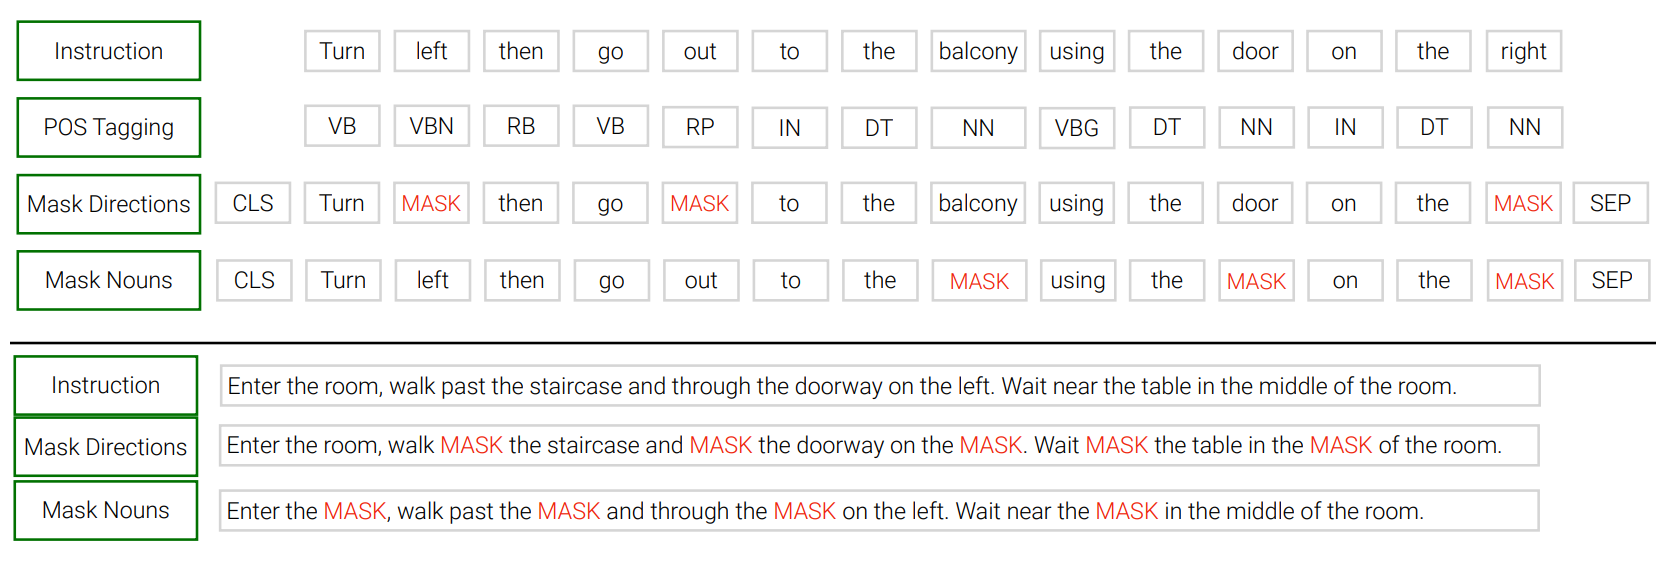 Instruction Turn left then go out to the balcony using the door on the right
POS Tagging VB VBN RB VB RP IN DT NN VBG DT NN IN DT NN
Mask Directions CLS Turn MASK then go MASK to the balcony using the door on the MASK SEP
Mask Nouns CLS Turn left then go out to the MASK using the MASK on the MASK SEP
Instruction Enter the room, walk past the staircase and through the doorway on the left. Wait near the table in the middle of the room.
Mask Directions Enter the room, walk MASK the staircase and MASK the doorway on the MASK. Wait MASK the table in the MASK of the room.
Mask Nouns Enter the MASK, walk past the MASK and through the MASK on the left. Wait near the MASK in the middle of the room.